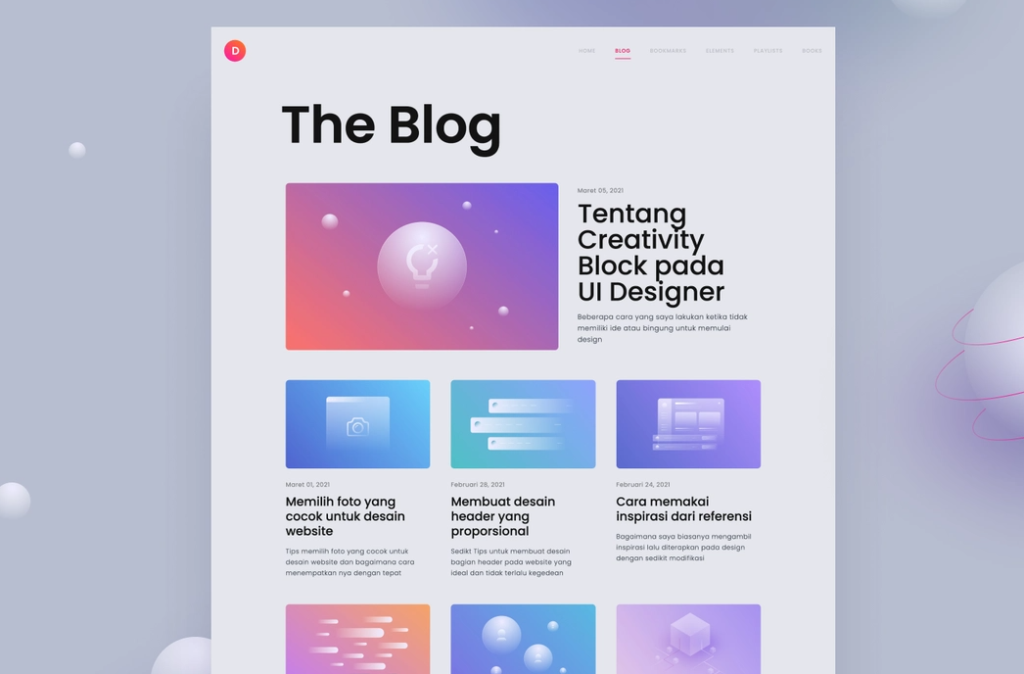 D
HOME BLOG BOOKMARKS ELEMENTS PLAYLISTS BOOKS
The Blog
Maret 05, 2021
Tentang
Creativity
Block pada
UI Designer
Beberapa cara yang saya lakukan ketika tidak
memiliki ide atau bingung untuk memulai
design
Maret 01, 2021
Memilih foto yang
cocok untuk desain
website
Tips memilih foto yang cocok untuk
desain website dan bagaimana cara
menempatkan nya dengan tepat
Februari 28, 2021
Membuat desain
header yang
proporsional
Sedikt Tips untuk membuat desain
bagian header pada website yang
ideal dan tidak terlalu kegedean
Februari 24, 2021
Cara memakai
inspirasi dari referensi
Bagaimana saya biasanya mengambil
inspirasi lalu diterapkan pada design
dengan sedikit modifikasi